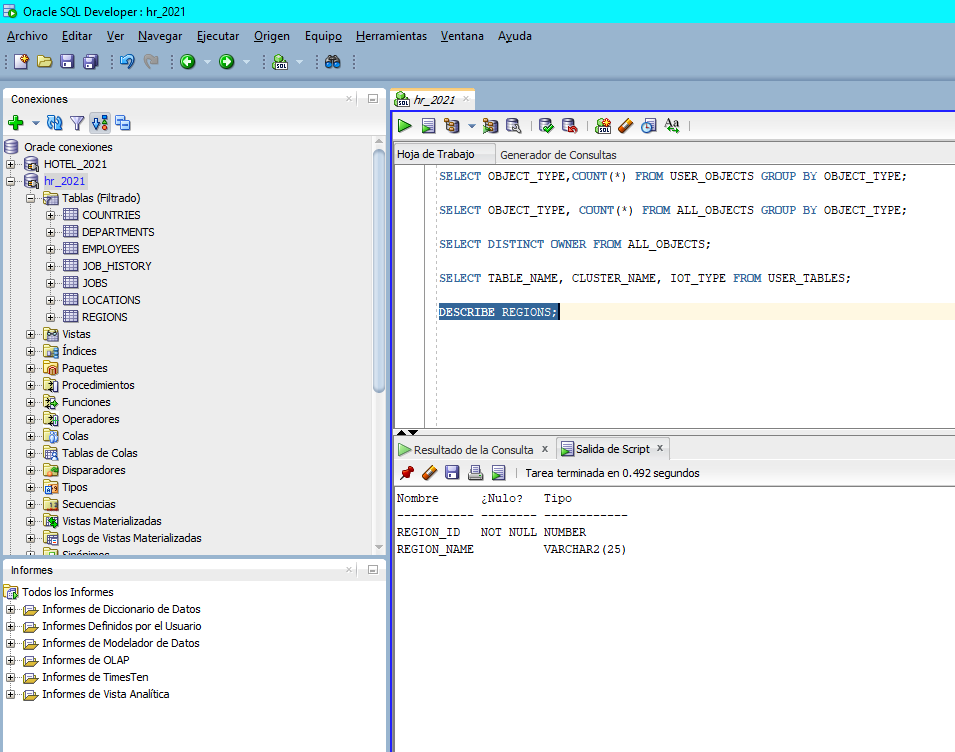 Oracle SQL Developer : hr_2021
Archivo Editar Ver Navegar Ejecutar Origen Equipo Herramientas Ventana Ayuda
Conexiones
Oracle conexiones
HOTEL_2021
hr_2021
Tablas (Filtrado)
COUNTRIES
DEPARTMENTS
EMPLOYEES
JOB_HISTORY
JOBS
LOCATIONS
REGIONS
Vistas
Índices
Paquetes
Procedimientos
Funciones
Operadores
Colas
Tablas de Colas
Disparadores
Tipos
Secuencias
Vistas Materializadas
Logs de Vistas Materializadas
Sinónimos
Informes
Todos los Informes
Informes de Diccionario de Datos
Informes Definidos por el Usuario
Informes de Modelador de Datos
Informes de OLAP
Informes de TimesTen
Informes de Vista Analítica
hr_2021
Hoja de Trabajo Generador de Consultas
SELECT OBJECT_TYPE,COUNT(*) FROM USER_OBJECTS GROUP BY OBJECT_TYPE;
SELECT OBJECT_TYPE, COUNT(*) FROM ALL_OBJECTS GROUP BY OBJECT_TYPE;
SELECT DISTINCT OWNER FROM ALL_OBJECTS;
SELECT TABLE_NAME, CLUSTER_NAME, IOT_TYPE FROM USER_TABLES;
DESCRIBE REGIONS;
Resultado de la Consulta x Salida de Script x
Tarea terminada en 0.492 segundos
Nombre ¿Nulo? Tipo
----------- -------- ------------
REGION_ID NOT NULL NUMBER
REGION_NAME VARCHAR2(25)